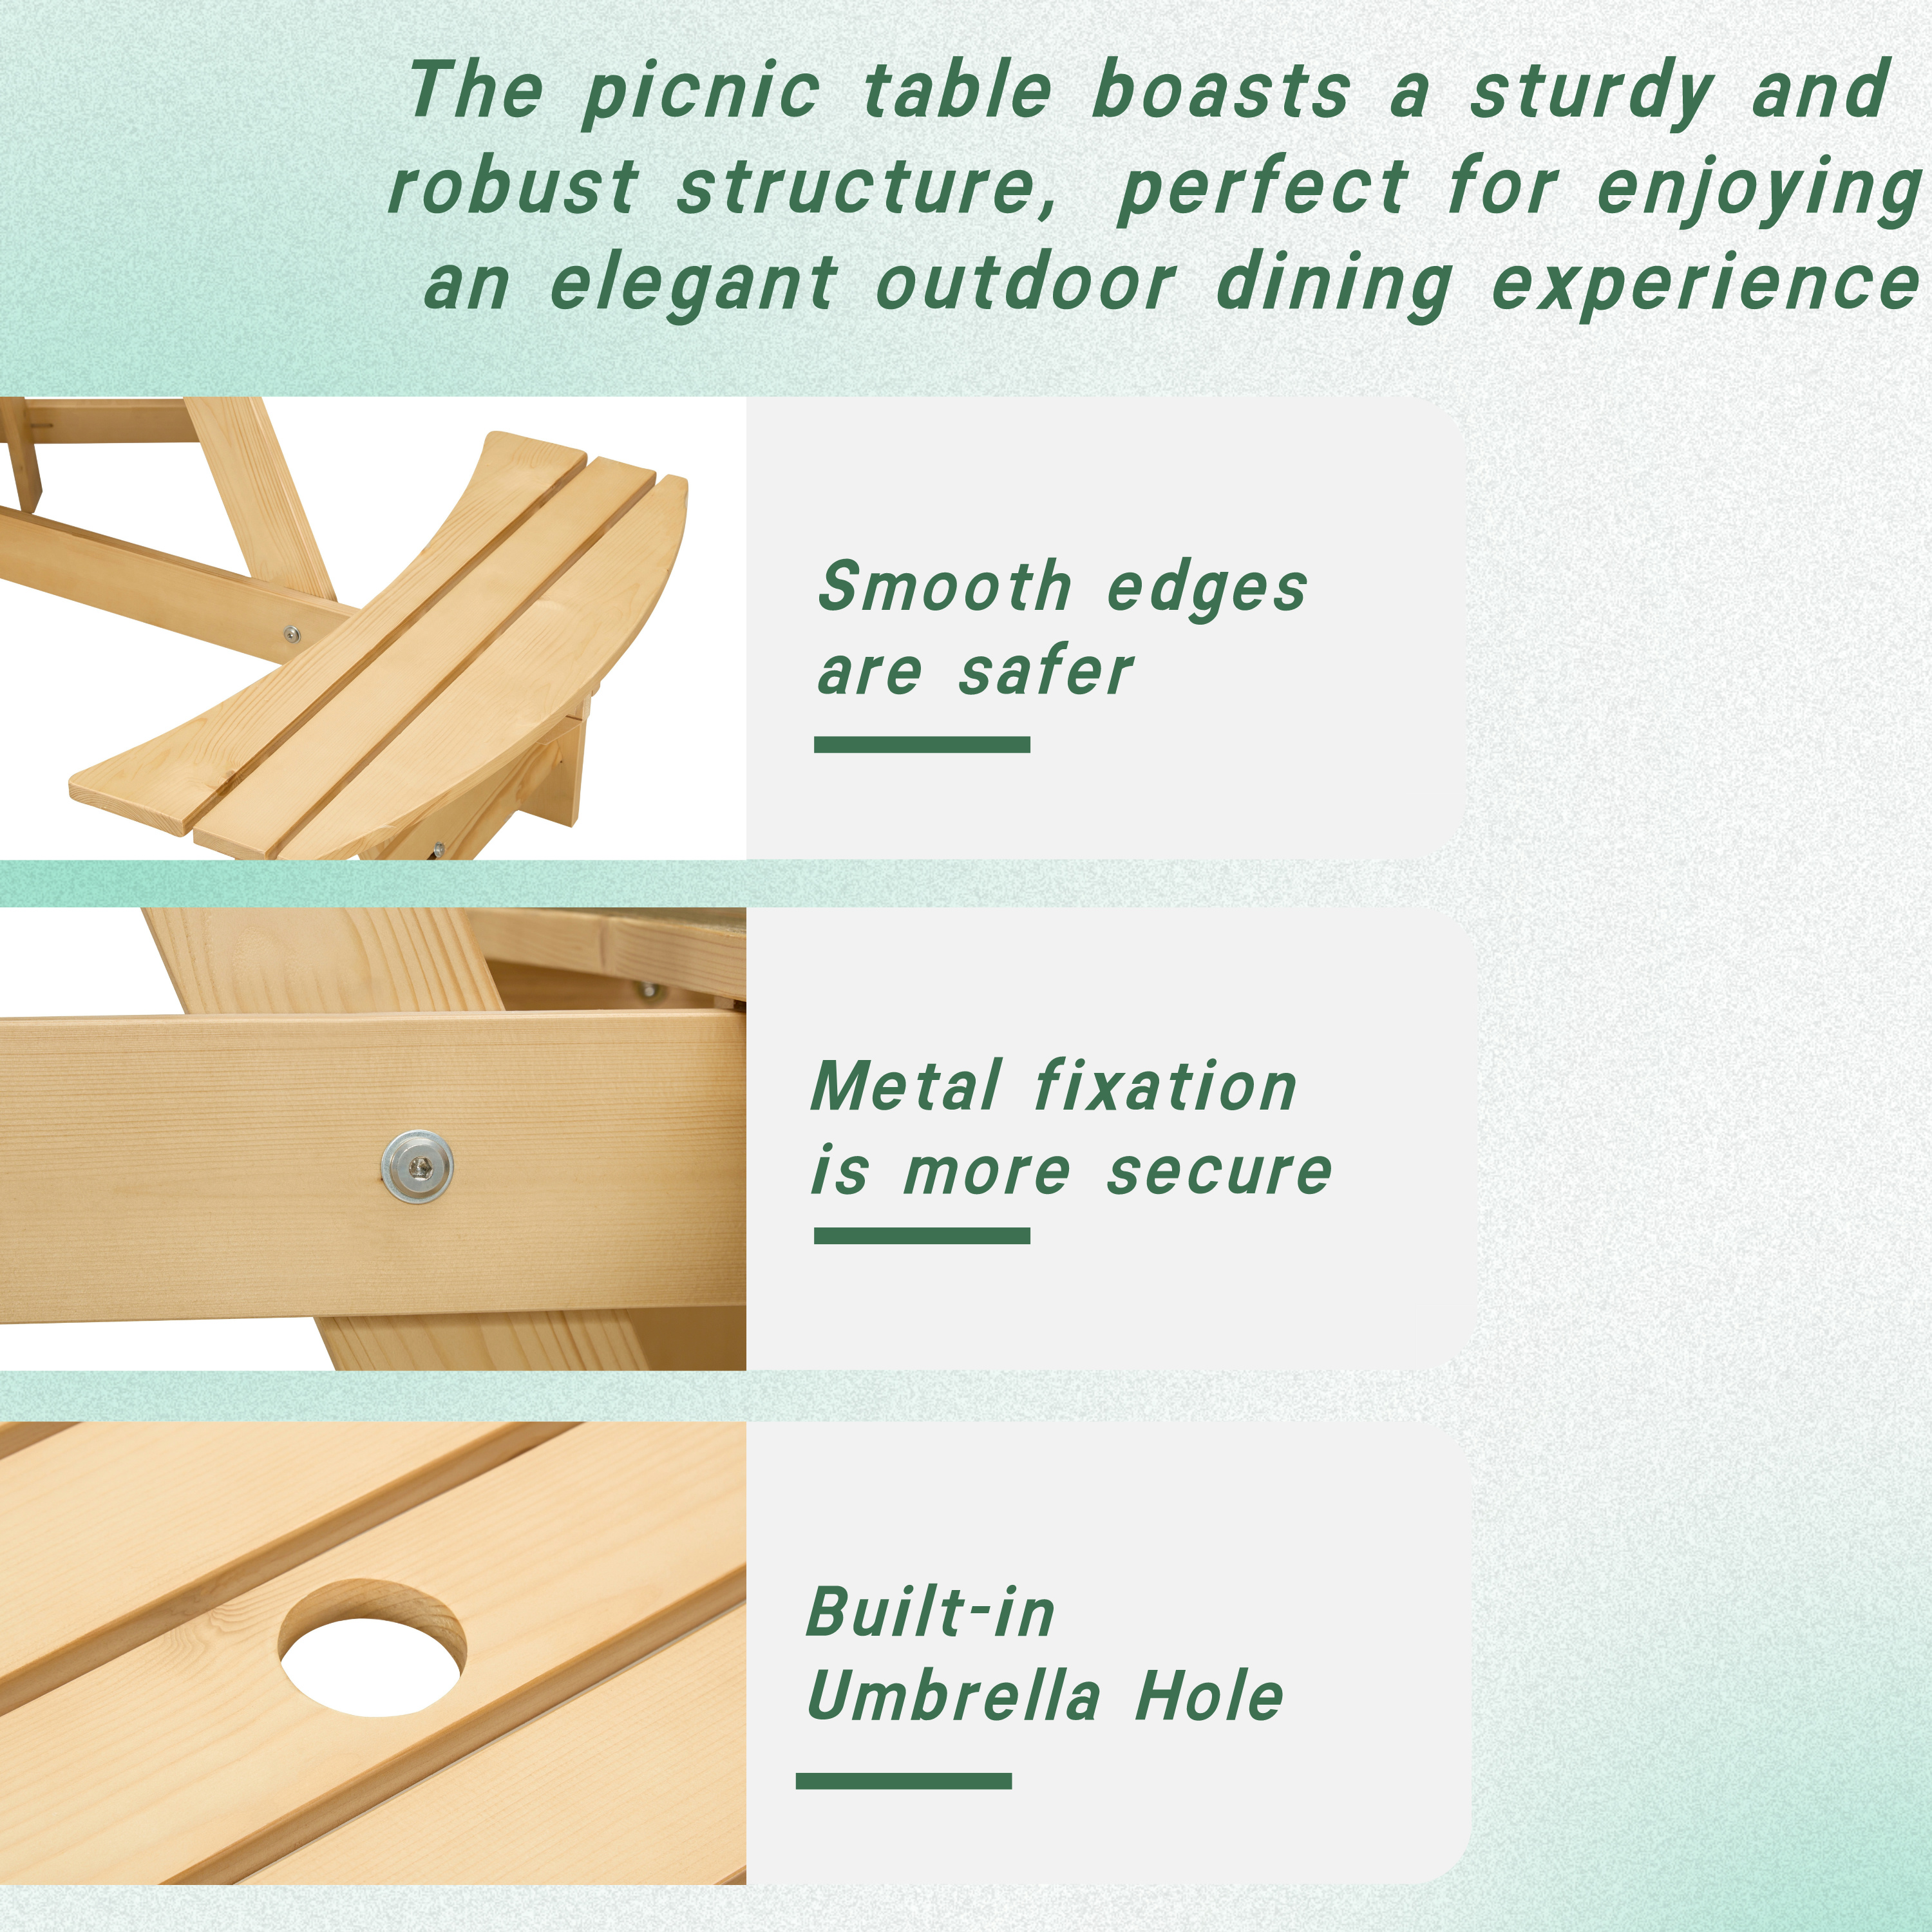 The picnic table boasts a sturdy and
robust structure, perfect for enjoying
an elegant outdoor dining experience
Smooth edges
are safer
Metal fixation
is more secure
Built-in
Umbrella Hole